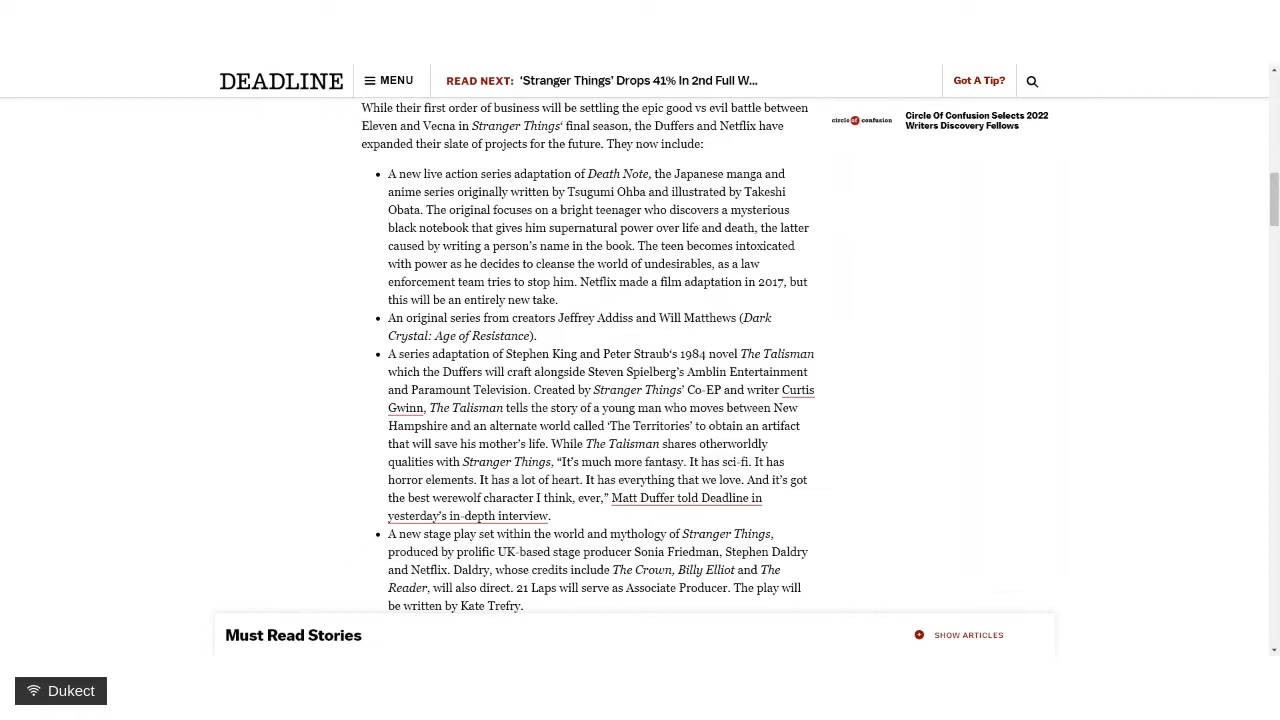 DEADLINE
MENU
READ NEXT: ‘Stranger Things’ Drops 41% In 2nd Full W...
Got A Tip?
While their first order of business will be settling the epic good vs evil battle between
Eleven and Vecna in Stranger Things‘ final season, the Duffers and Netflix have
expanded their slate of projects for the future. They now include:
• A new live action series adaptation of Death Note, the Japanese manga and
anime series originally written by Tsugumi Ohba and illustrated by Takeshi
Obata. The original focuses on a bright teenager who discovers a mysterious
black notebook that gives him supernatural power over life and death, the latter
caused by writing a person’s name in the book. The teen becomes intoxicated
with power as he decides to cleanse the world of undesirables, as a law
enforcement team tries to stop him. Netflix made a film adaptation in 2017, but
this will be an entirely new take.
• An original series from creators Jeffrey Addiss and Will Matthews (Dark
Crystal: Age of Resistance).
• A series adaptation of Stephen King and Peter Straub‘s 1984 novel The Talisman
which the Duffers will craft alongside Steven Spielberg’s Amblin Entertainment
and Paramount Television. Created by Stranger Things’ Co-EP and writer Curtis
Gwinn, The Talisman tells the story of a young man who moves between New
Hampshire and an alternate world called ‘The Territories’ to obtain an artifact
that will save his mother’s life. While The Talisman shares otherworldly
qualities with Stranger Things, “It’s much more fantasy. It has sci-fi. It has
horror elements. It has a lot of heart. It has everything that we love. And it’s got
the best werewolf character I think, ever,” Matt Duffer told Deadline in
yesterday’s in-depth interview.
• A new stage play set within the world and mythology of Stranger Things,
produced by prolific UK-based stage producer Sonia Friedman, Stephen Daldry
and Netflix. Daldry, whose credits include The Crown, Billy Elliot and The
Reader, will also direct. 21 Laps will serve as Associate Producer. The play will
be written by Kate Trefry.
circle of confusion
Circle Of Confusion Selects 2022
Writers Discovery Fellows
Must Read Stories
SHOW ARTICLES
Dukect